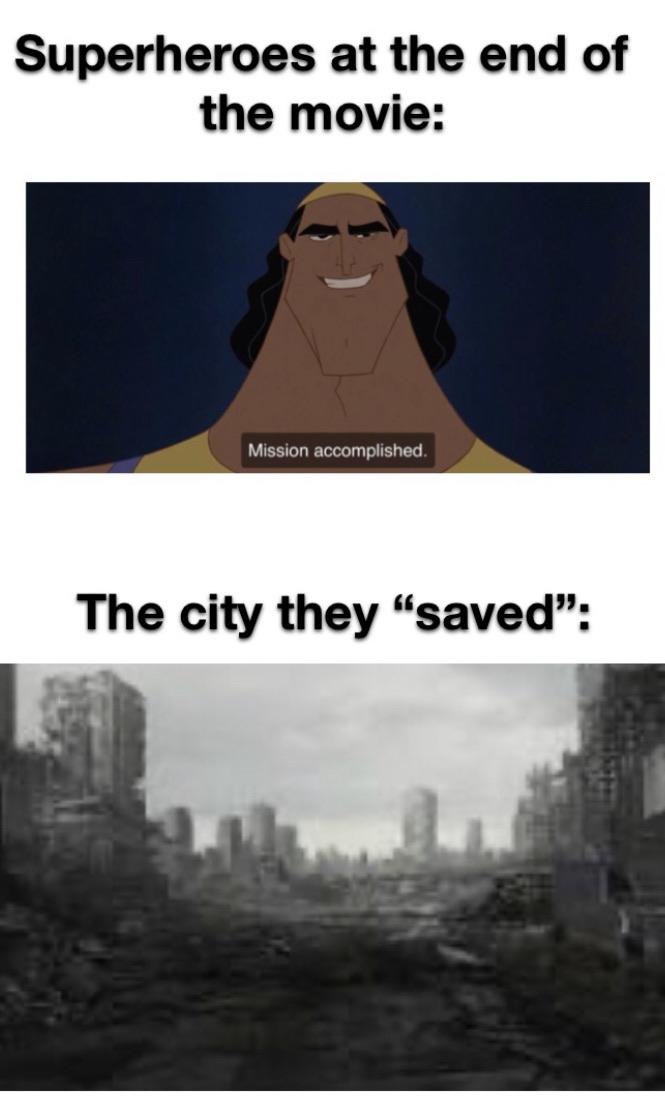 Superheroes at the end of
the movie:
Mission accomplished.
The city they “saved”: